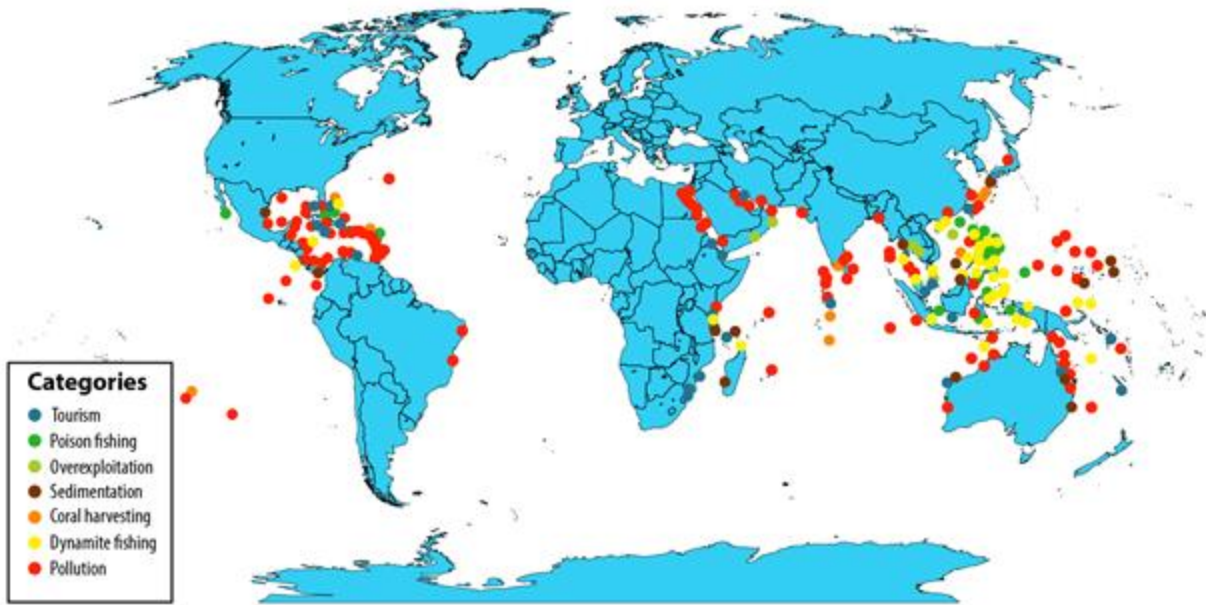 Categories
Tourism
Poison fishing
Overexploitation
Sedimentation
Coral harvesting
Dynamite fishing
Pollution